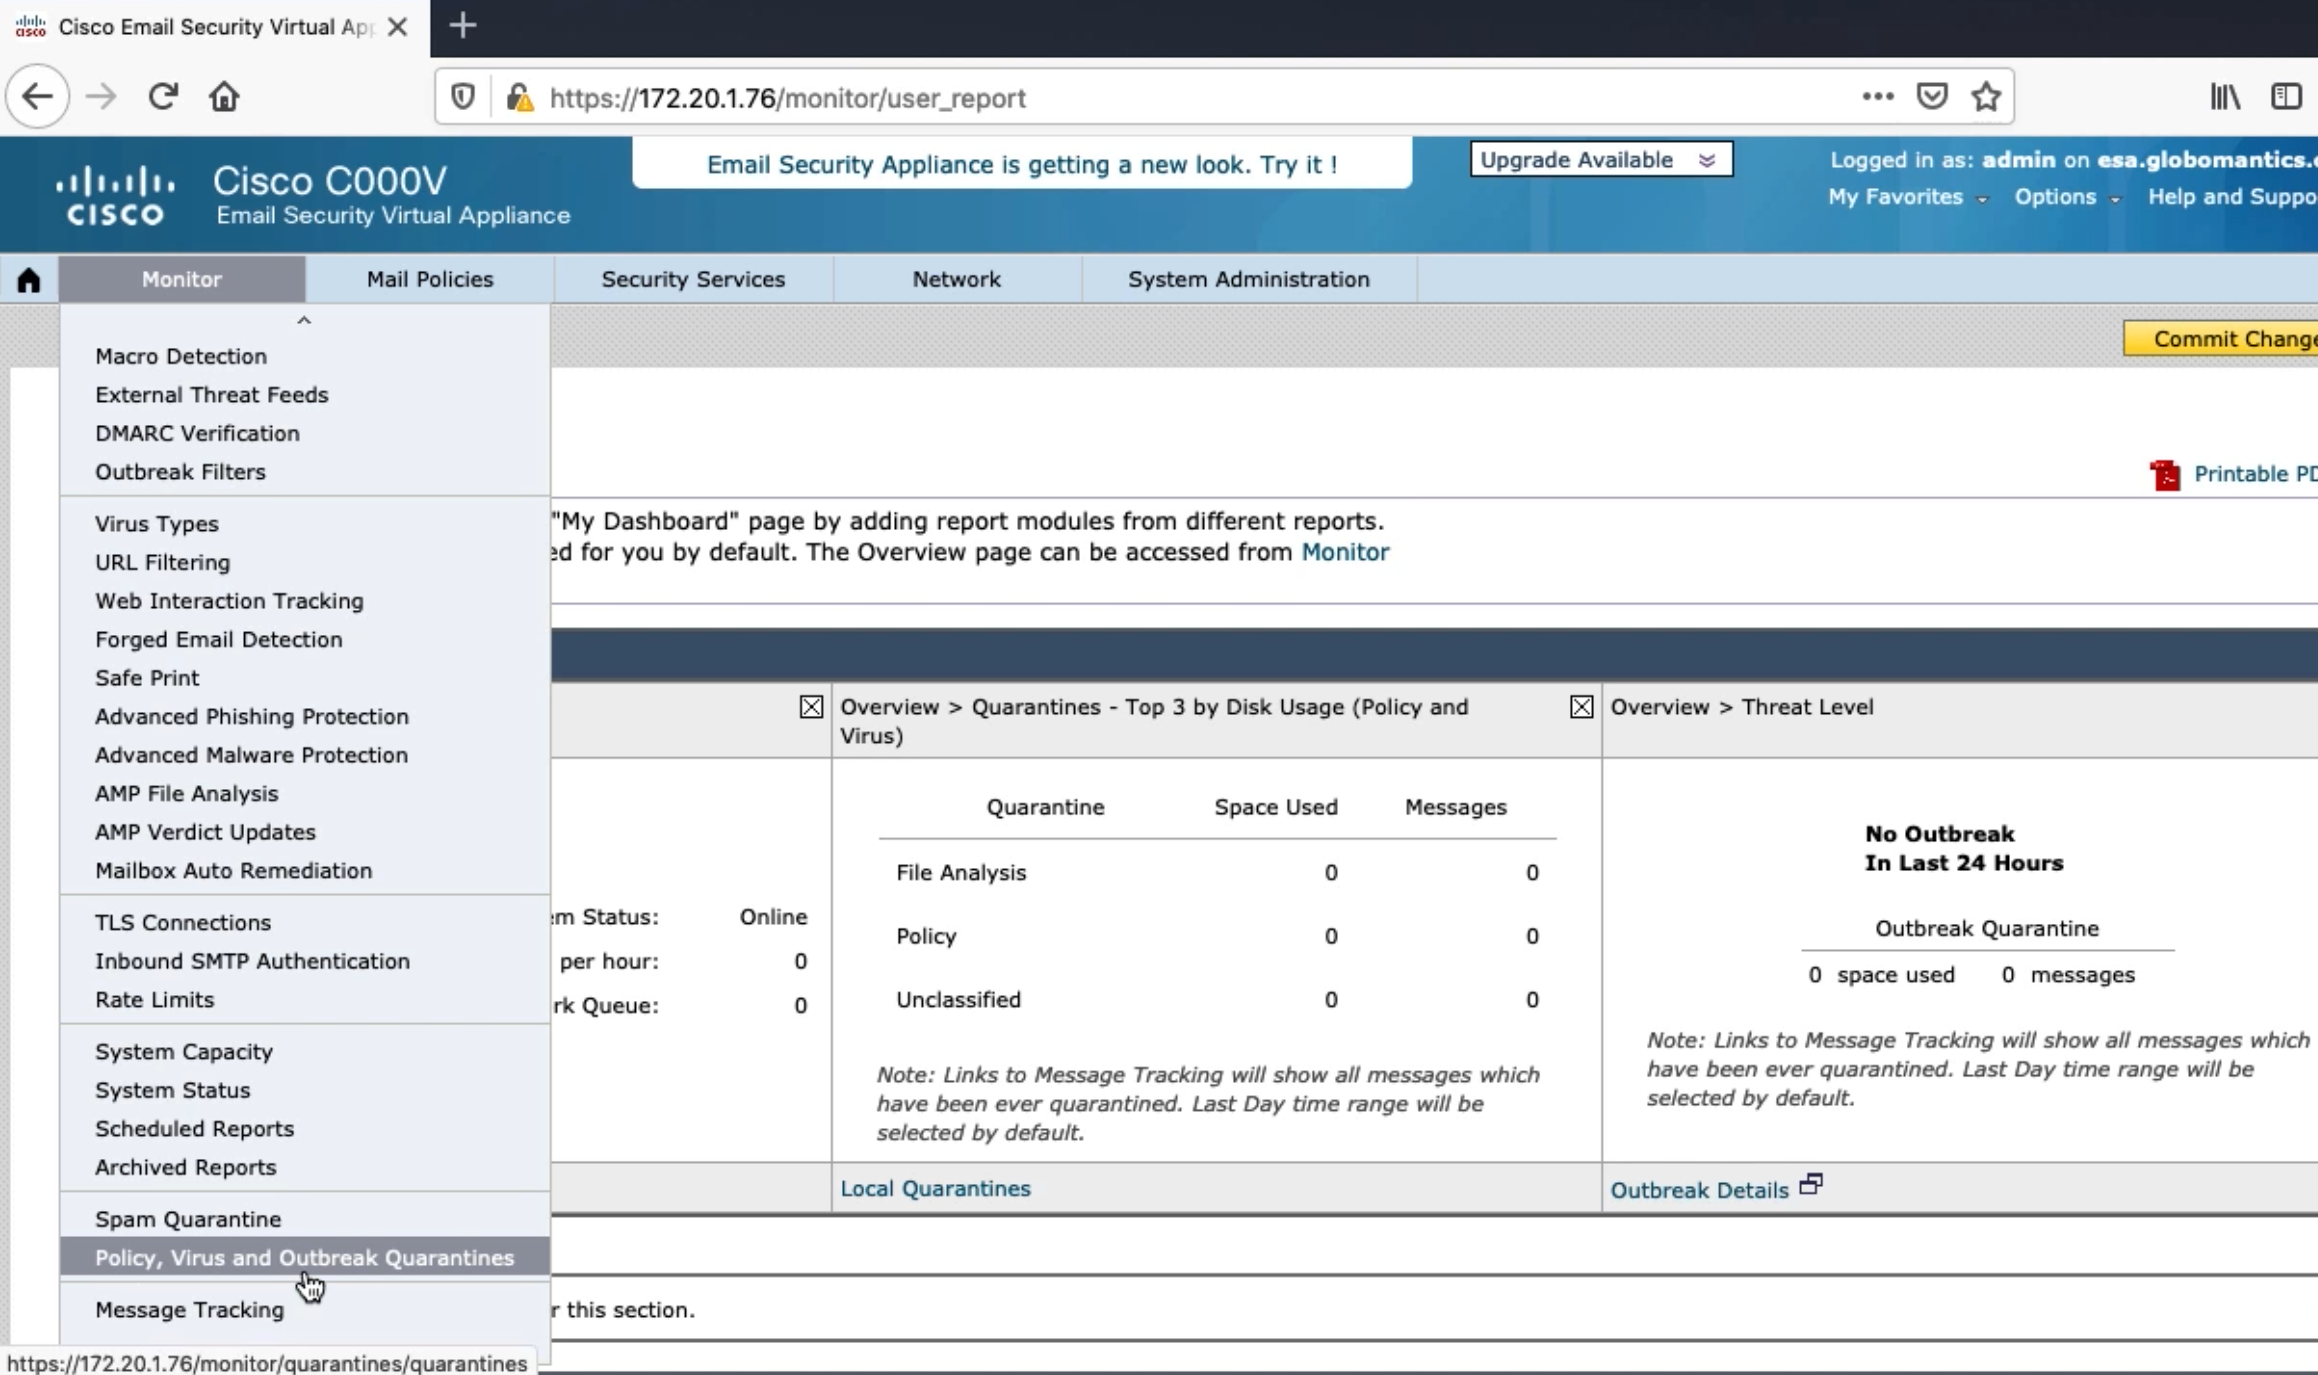 Cisco Email Security Virtual App
https://172.20.1.76/monitor/user_report
CISCO
Cisco C000V
Email Security Virtual Appliance
Email Security Appliance is getting a new look. Try it !
Upgrade Available
Logged in as: admin on esa.globomantics.
My Favorites Options Help and Suppo
Monitor Mail Policies Security Services Network System Administration
Commit Change
Macro Detection
External Threat Feeds
DMARC Verification
Outbreak Filters
Virus Types
URL Filtering
Web Interaction Tracking
Forged Email Detection
Safe Print
Advanced Phishing Protection
Advanced Malware Protection
AMP File Analysis
AMP Verdict Updates
Mailbox Auto Remediation
TLS Connections
Inbound SMTP Authentication
Rate Limits
System Capacity
System Status
Scheduled Reports
Archived Reports
Spam Quarantine
Policy, Virus and Outbreak Quarantines
Message Tracking
https://172.20.1.76/monitor/quarantines/quarantines
Printable PD
"My Dashboard" page by adding report modules from different reports.
ed for you by default. The Overview page can be accessed from Monitor
em Status: Online
per hour: 0
rk Queue: 0
Overview > Quarantines - Top 3 by Disk Usage (Policy and
Virus)
Quarantine Space Used Messages
File Analysis 0 0
Policy 0 0
Unclassified 0 0
Note: Links to Message Tracking will show all messages which
have been ever quarantined. Last Day time range will be
selected by default.
Local Quarantines
Overview > Threat Level
No Outbreak
In Last 24 Hours
Outbreak Quarantine
0 space used 0 messages
Note: Links to Message Tracking will show all messages which
have been ever quarantined. Last Day time range will be
selected by default.
Outbreak Details
r this section.